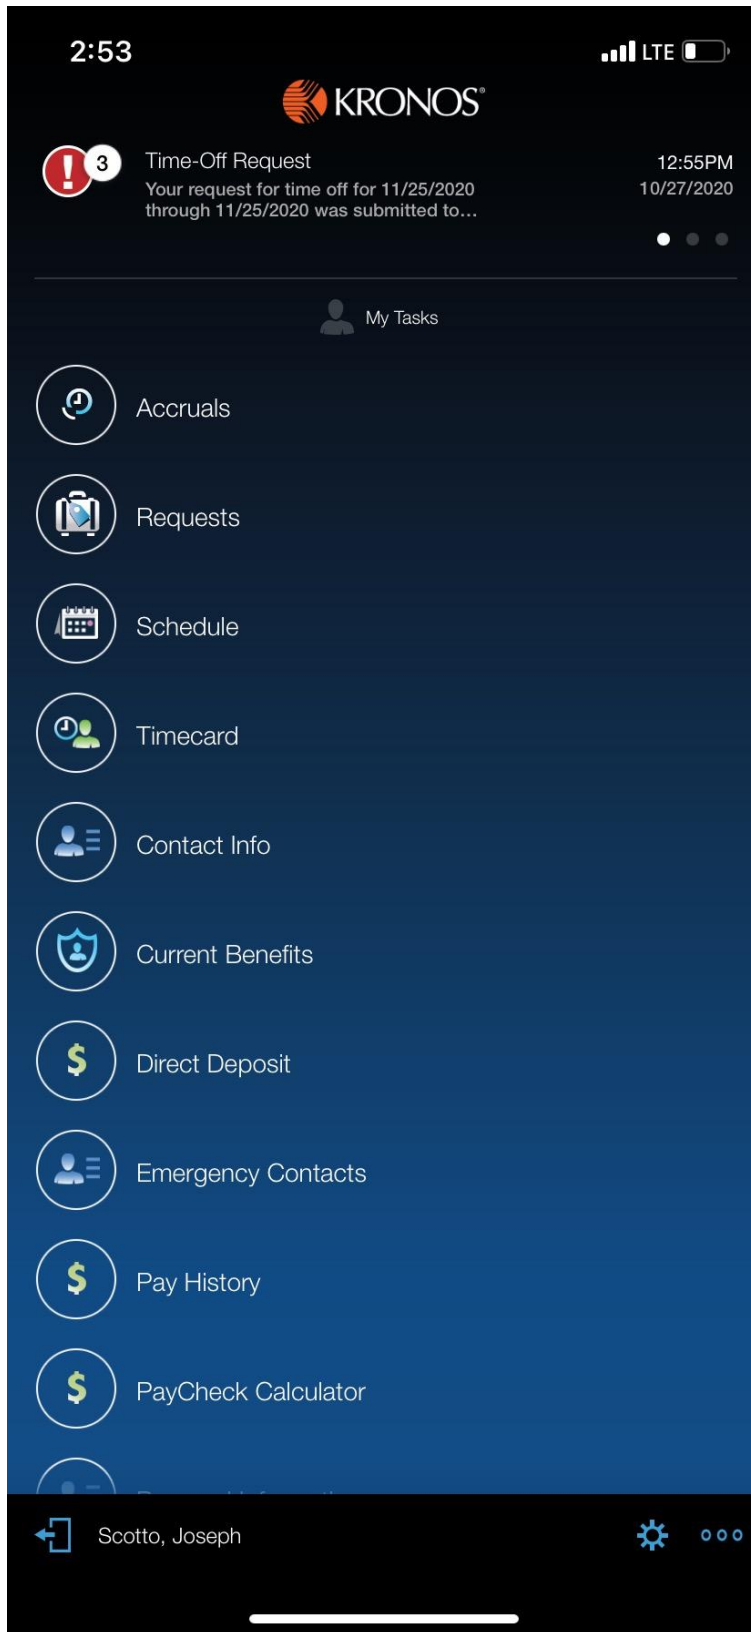 2:53
LTE
KRONOS®
3
Time-Off Request
12:55PM
Your request for time off for 11/25/2020
10/27/2020
through 11/25/2020 was submitted to...
My Tasks
Accruals
Requests
Schedule
Timecard
Contact Info
Current Benefits
$
Direct Deposit
Emergency Contacts
$
Pay History
$
PayCheck Calculator
Scotto, Joseph